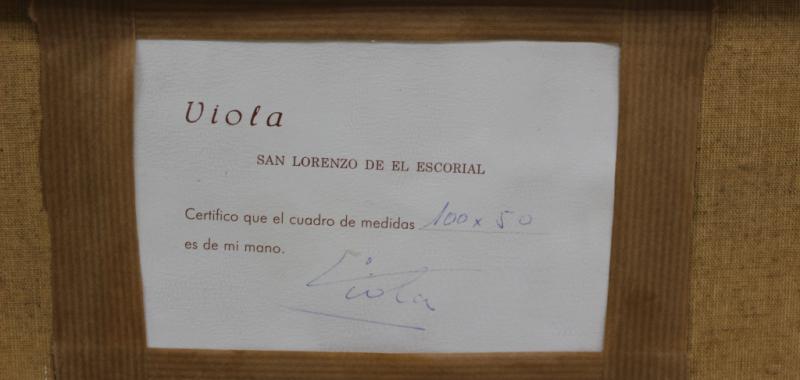 Viola
SAN LORENZO DE EL ESCORIAL
Certifico que el cuadro de medidas 100 x 50
es de mi mano.
Viola